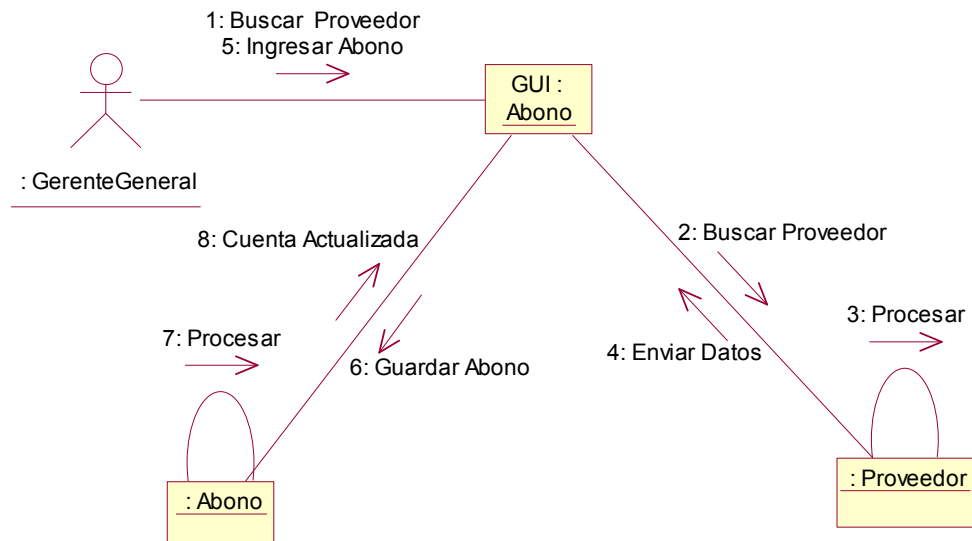 1: Buscar Proveedor
5: Ingresar Abono
GUI :
Abono
: GerenteGeneral
8: Cuenta Actualizada
2: Buscar Proveedor
7: Procesar
3: Procesar
6: Guardar Abono
4: Enviar Datos
: Abono
: Proveedor